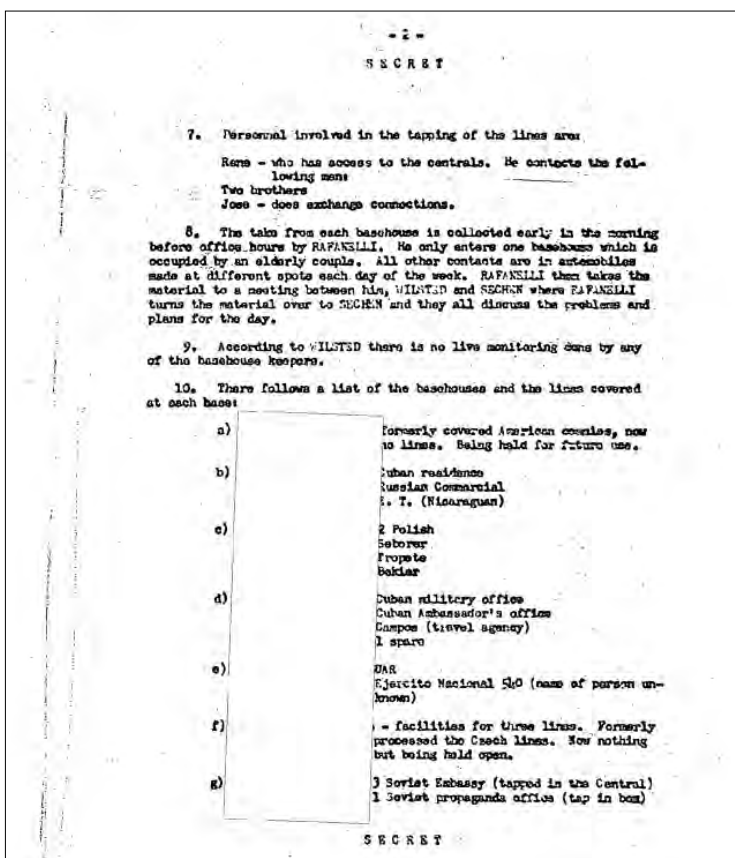 - 2 -
SECRET
7. Personnel involved in the tapping of the lines are:
Rene - who has access to the centrals. He contacts the fol-
lowing men:
Two brothers
Jose - does exchange connections.
8. The take from each basehouse is collected early in the morning
before office hours by RAFANELLI. He only enters one basehouse which is
occupied by an elderly couple. All other contacts are in automobiles
made at different spots each day of the week. RAFANELLI then takes the
material to a meeting between him, WILSTED and SECHEN where RAFANELLI
turns the material over to SECHEN and they all discuss the problems and
plans for the day.
9. According to WILSTED there is no live monitoring done by any
of the basehouse keepers.
10. There follows a list of the basehouses and the lines covered
at each base:
a) formerly covered American commies, now
no lines. Being held for future use.
b) Cuban residence
Russian Commercial
T. (Nicaraguan)
c) 2 Polish
Seborer
Tropete
d) Cuban military office
Cuban Ambassador's office
Campos (travel agency)
1 spare
e) UAR
Ejercito Nacional 540 (name of person un-
known)
f) - facilities for three lines. Formerly
processed the Czech lines. Now nothing
but being held open.
g) 3 Soviet Embassy (tapped in the Central)
1 Soviet propaganda office (tap in box)
SECRET